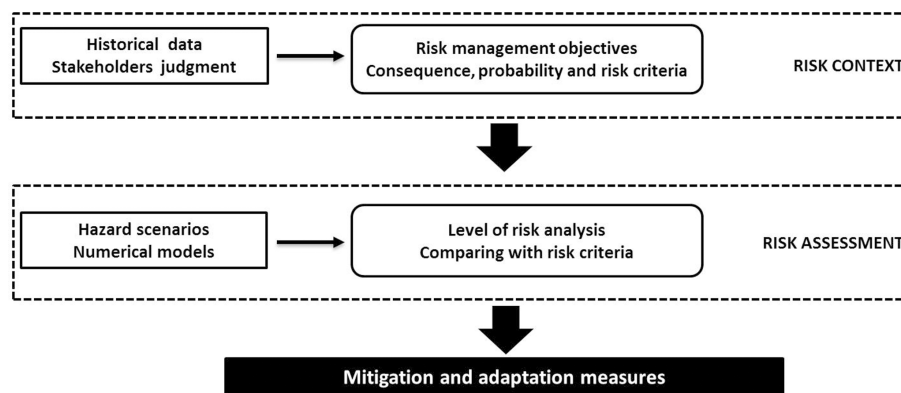 Historical data
Stakeholders judgment
Risk management objectives
Consequence, probability and risk criteria
RISK CONTEXT
Hazard scenarios
Numerical models
Level of risk analysis
Comparing with risk criteria
RISK ASSESSMENT
Mitigation and adaptation measures